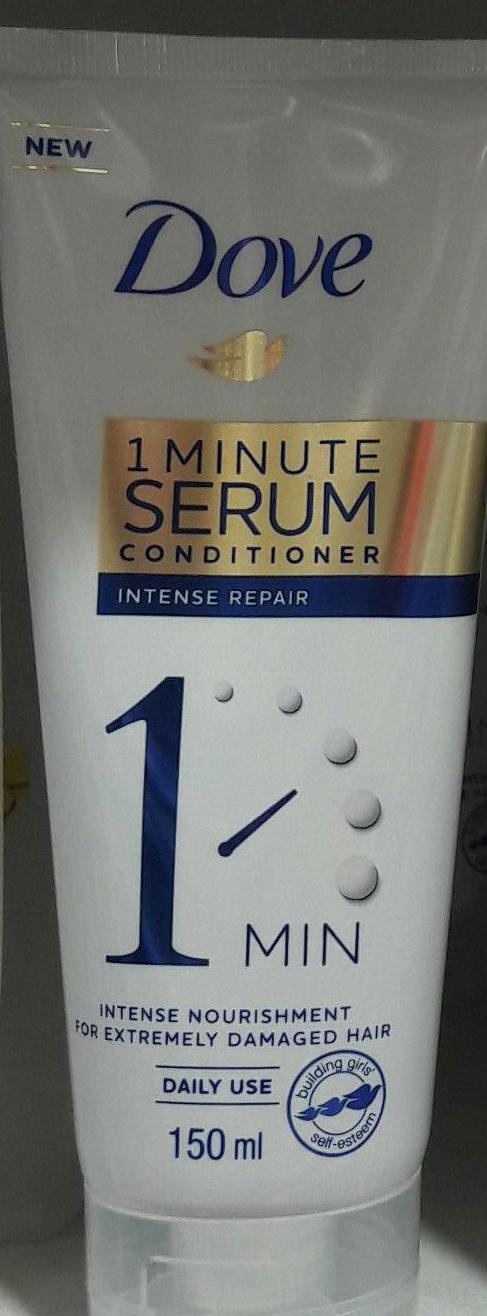 NEW
Dove
1 MINUTE
SERUM
CONDITIONER
INTENSE REPAIR
1 MIN
INTENSE NOURISHMENT
FOR EXTREMELY DAMAGED HAIR
DAILY USE
building girls'
self-esteem
150 ml